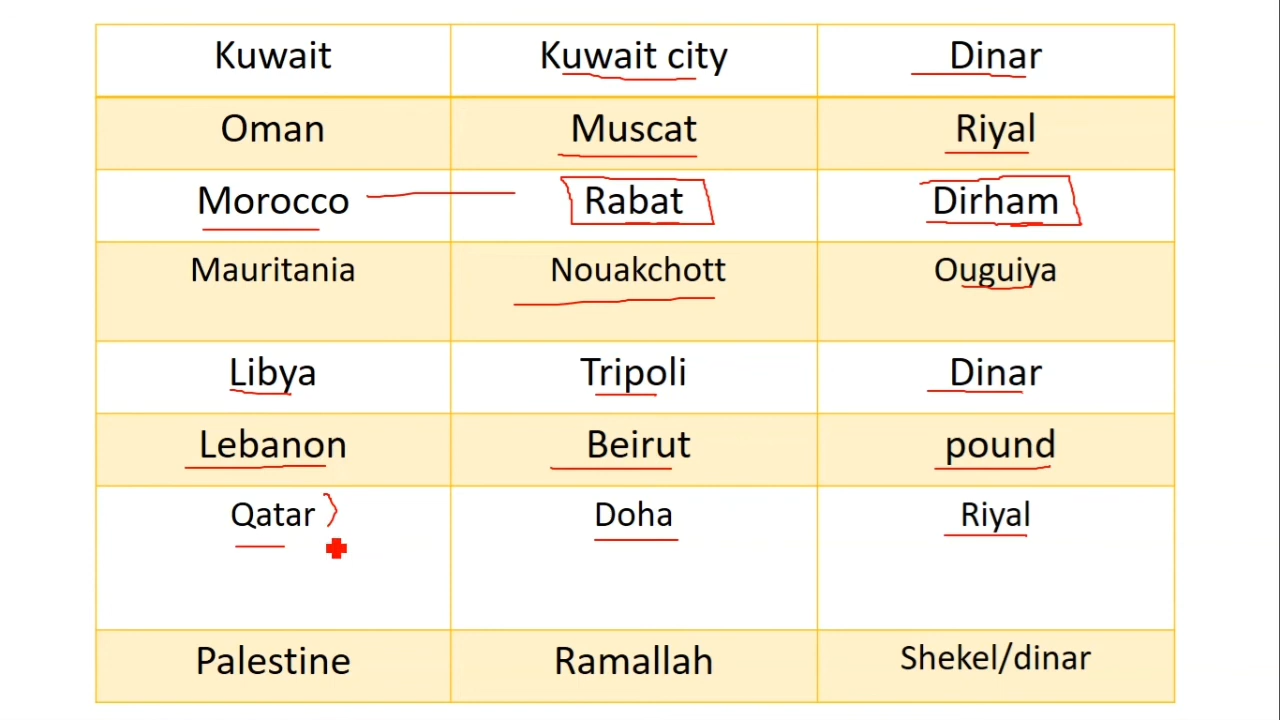 Kuwait Kuwait city Dinar
Oman Muscat Riyal
Morocco Rabat Dirham
Mauritania Nouakchott Ouguiya
Libya Tripoli Dinar
Lebanon Beirut pound
Qatar Doha Riyal
Palestine Ramallah Shekel/dinar